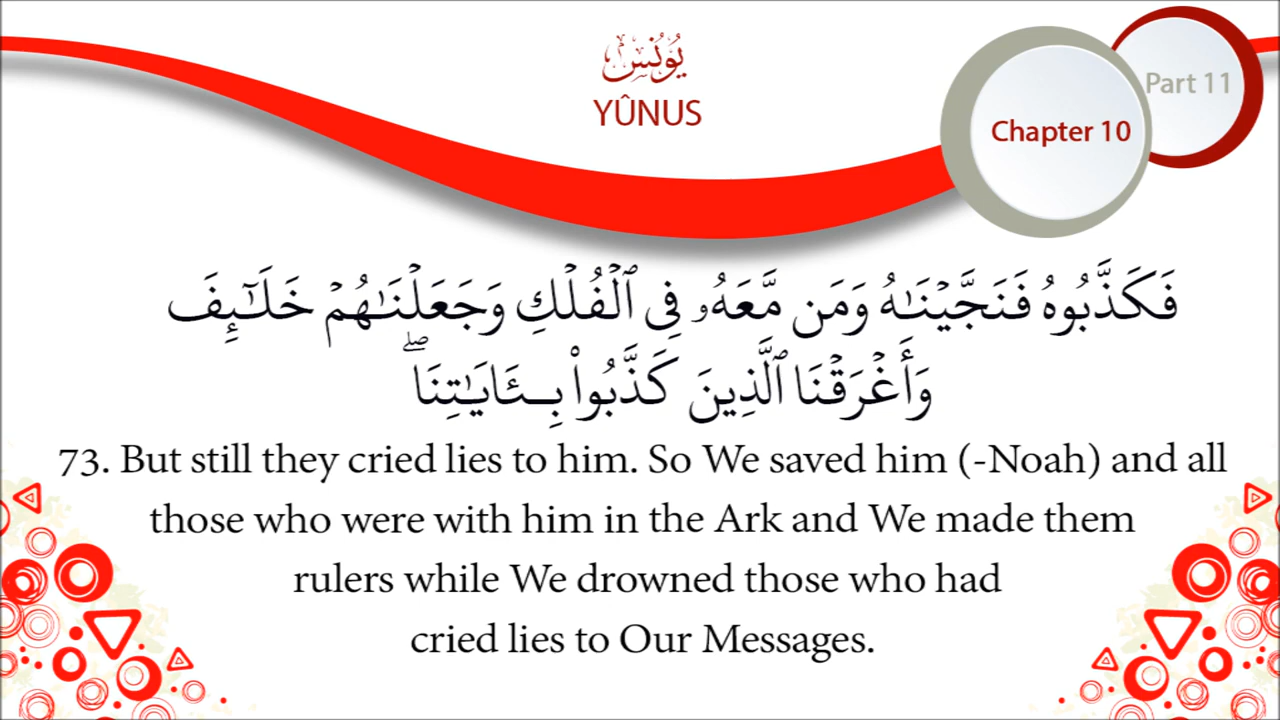 يُونُس
YÛNUS
Part 11
Chapter 10
فَكَذَّبُوهُ فَنَجَّيْنَـٰهُ وَمَن مَّعَهُۥ فِى ٱلْفُلْكِ وَجَعَلْنَـٰهُمْ خَلَـٰٓئِفَ
وَأَغْرَقْنَا ٱلَّذِينَ كَذَّبُوا۟ بِـَٔايَـٰتِنَا ۖ
73. But still they cried lies to him. So We saved him (-Noah) and all
those who were with him in the Ark and We made them
rulers while We drowned those who had
cried lies to Our Messages.